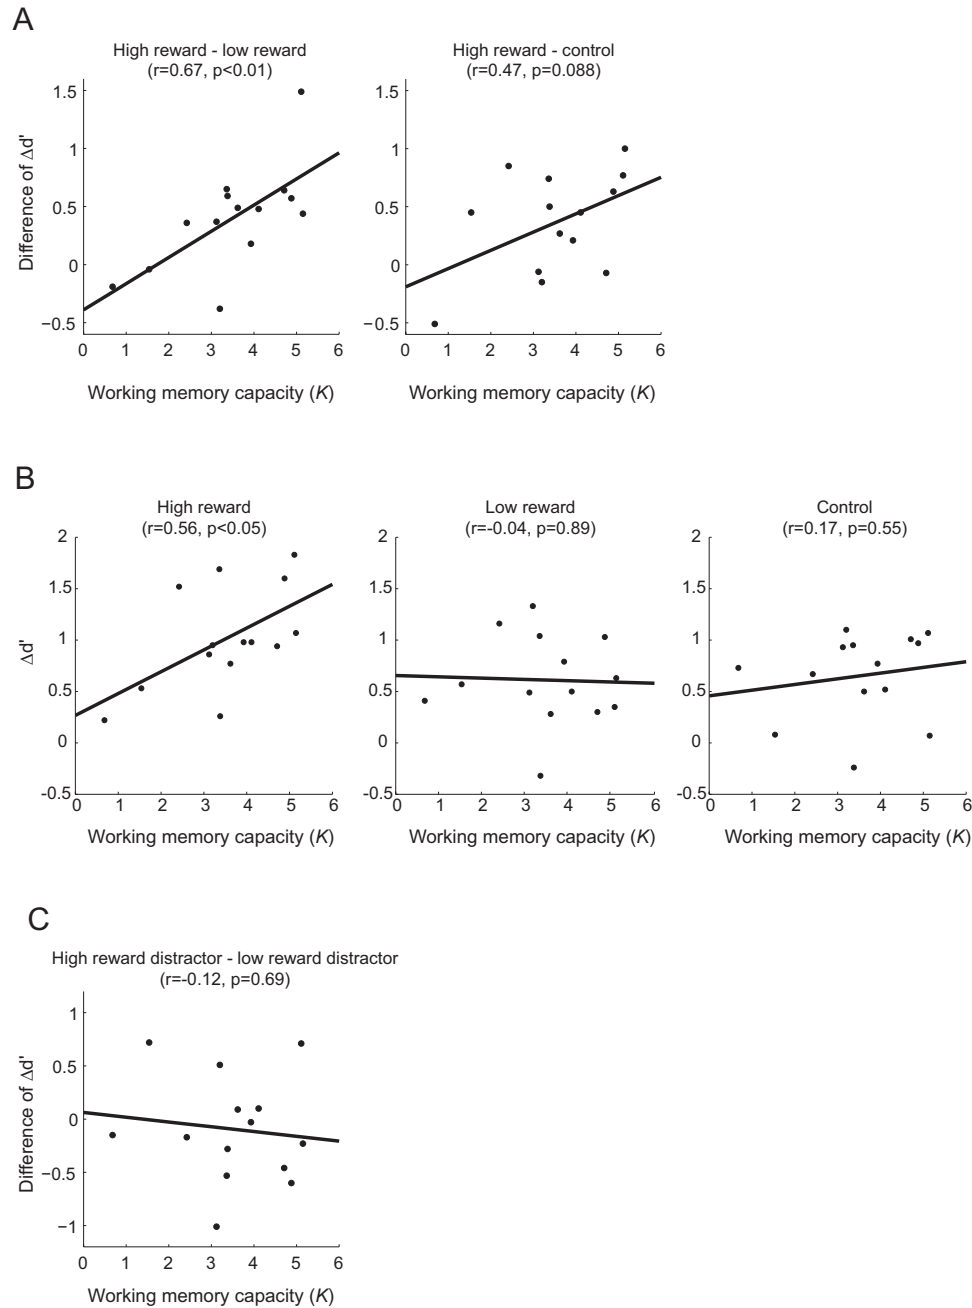 A
High reward - low reward
(r=0.67, p<0.01)
High reward - control
(r=0.47, p=0.088)
Difference of Δd'
1.5
1
0.5
0
−0.5
0 1 2 3 4 5 6
Working memory capacity (K)
1.5
1
0.5
0
−0.5
0 1 2 3 4 5 6
Working memory capacity (K)
B
High reward
(r=0.56, p<0.05)
Low reward
(r=-0.04, p=0.89)
Control
(r=0.17, p=0.55)
Δd'
2
1.5
1
0.5
0
-0.5
0 1 2 3 4 5 6
Working memory capacity (K)
2
1.5
1
0.5
0
-0.5
0 1 2 3 4 5 6
Working memory capacity (K)
2
1.5
1
0.5
0
-0.5
0 1 2 3 4 5 6
Working memory capacity (K)
C
High reward distractor - low reward distractor
(r=-0.12, p=0.69)
Difference of Δd'
1
0.5
0
−0.5
−1
0 1 2 3 4 5 6
Working memory capacity (K)